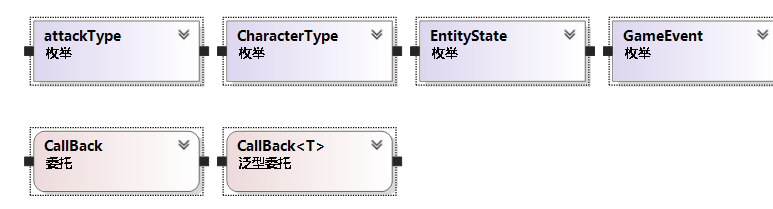 attackType
枚举
CharacterType
枚举
EntityState
枚举
GameEvent
枚举
CallBack
委托
CallBack<T>
泛型委托